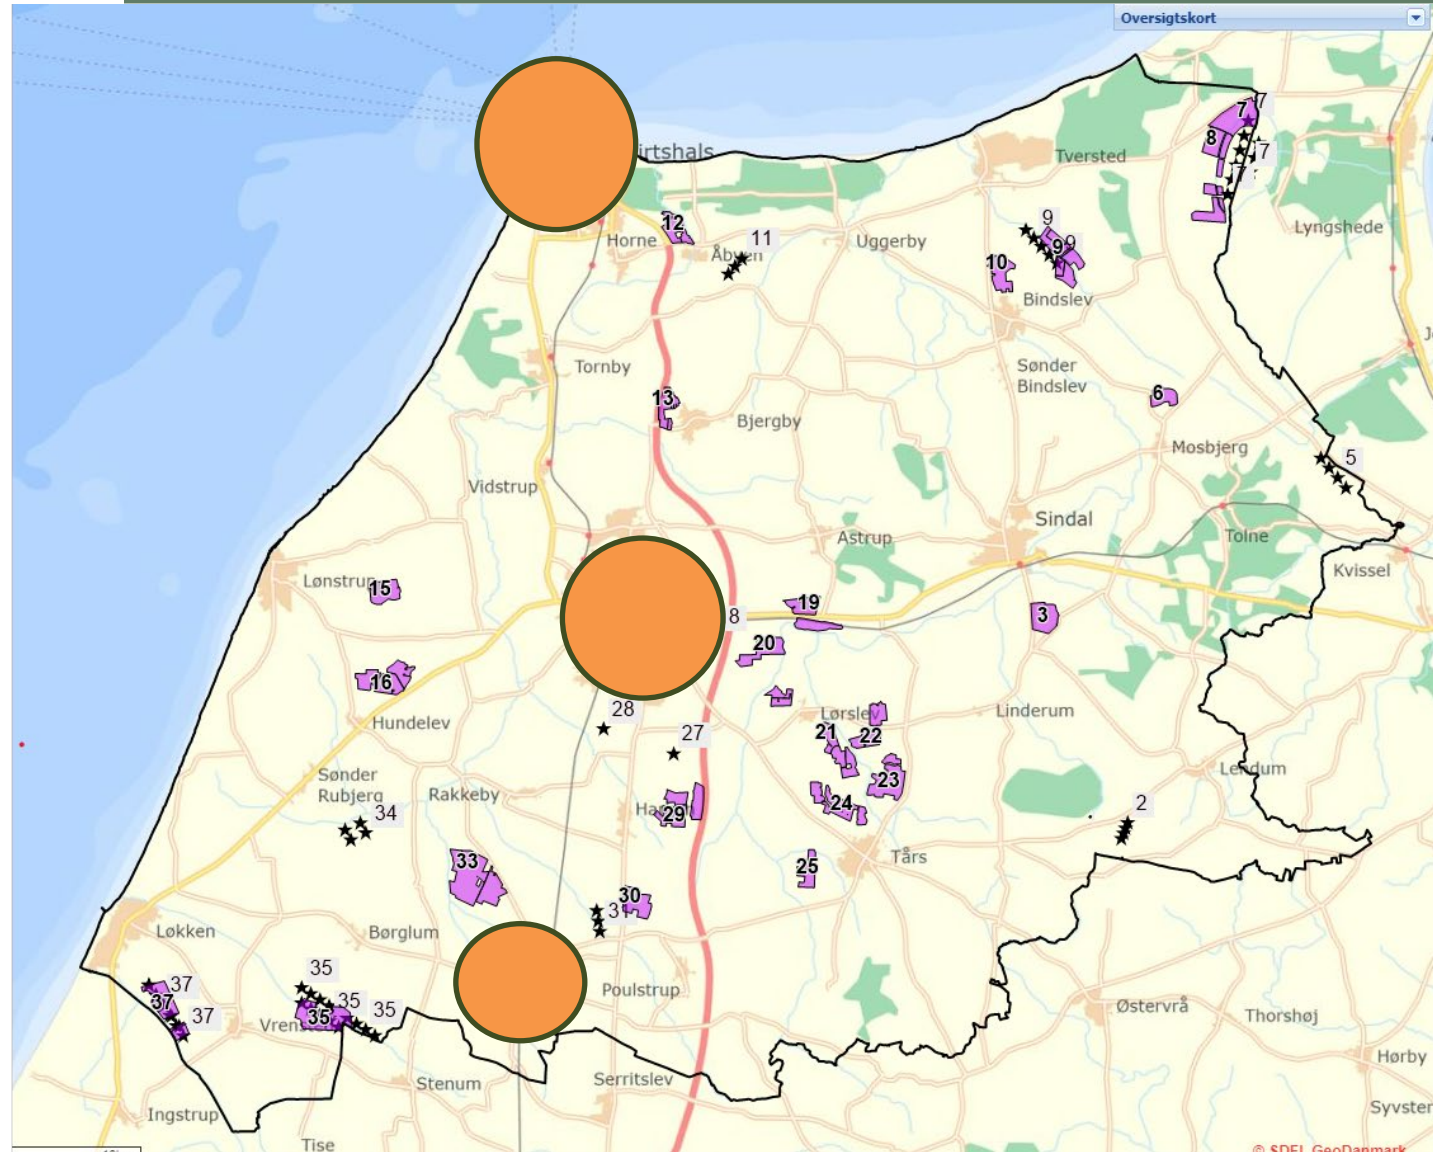 Oversigtskort
7
7
8
irtshals
Tversted
7
7
Lyngshede
12
9
11
Horne
Åbyen
Uggerby
9
9
10
Bindslev
Tornby
Sønder
Bindslev
6
13
Bjergby
Mosbjerg
5
Vidstrup
Sindal
Astrup
Tolne
Kvissel
Lønstrup
15
19
8
3
20
16
28
Hundelev
Lørslev
Linderum
27
21
22
Sønder
Rubjerg
Rakkeby
23
Lendum
34
29
24
2
33
25
Tårs
30
31
Løkken
Børglum
35
37
37
Poulstrup
37
35
35
35
Østervrå
Thorshøj
Hørby
Stenum
Serritslev
Ingstrup
Tise
© SDFI, GeoDanmark